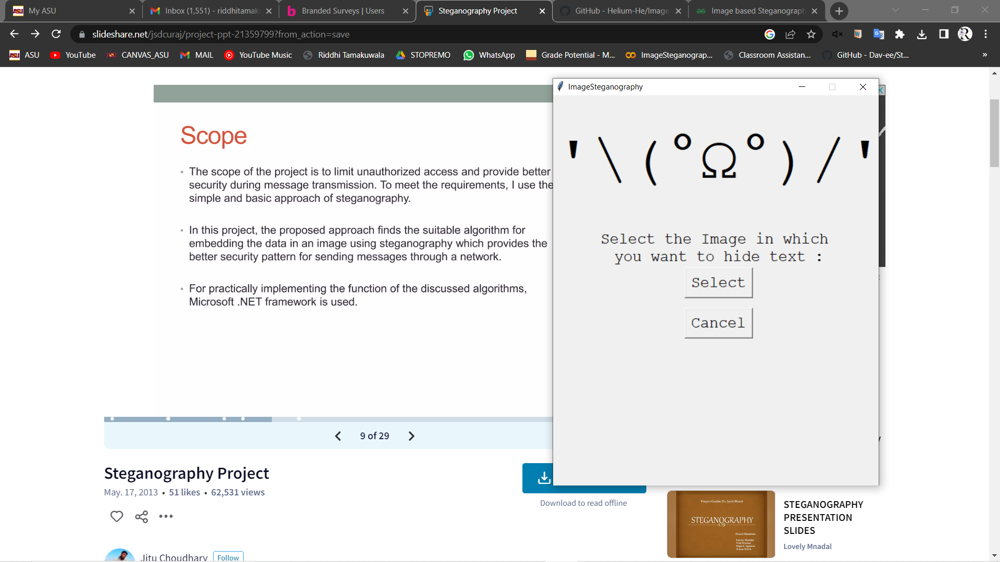 My ASU
Inbox (1,551) - riddhitamak
Branded Surveys | Users
Steganography Project
GitHub - Helium-He/Image
Image based Steganograph
slideshare.net/jsdcuraj/project-ppt-21359799?from_action=save
ASU
YouTube
CANVAS_ASU
MAIL
YouTube Music
Riddhi Tamakuwala
STOPREMO
WhatsApp
Grade Potential - M...
ImageSteganograp...
Classroom Assistan...
GitHub - Dav-ee/St...
»
Scope
• The scope of the project is to limit unauthorized access and provide better
security during message transmission. To meet the requirements, I use the
simple and basic approach of steganography.
• In this project, the proposed approach finds the suitable algorithm for
embedding the data in an image using steganography which provides the
better security pattern for sending messages through a network.
• For practically implementing the function of the discussed algorithms,
Microsoft .NET framework is used.
9 of 29
ImageSteganography
'\(°Ω°)/'
Select the Image in which
you want to hide text :
Select
Cancel
Steganography Project
May. 17, 2013 • 51 likes • 62,531 views
Download to read offline
Jitu Choudhary
Follow
Project Guide: Dr. Jyoti Bharti
STEGANOGRAPHY
Project Members:
Lovely Mandal
STEGANOGRAPHY
PRESENTATION
SLIDES
Lovely Mnadal